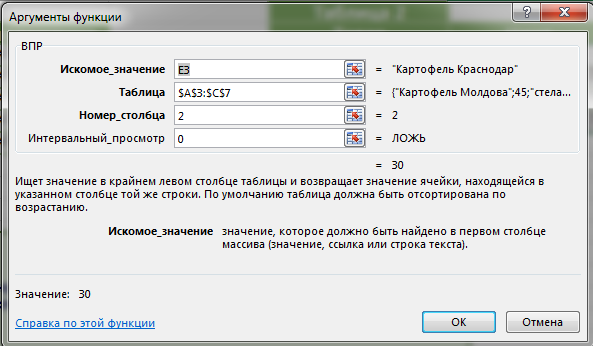 Аргументы функции
?
ВПР
Искомое_значение E3 = "Картофель Краснодар"
Таблица $A$3:$C$7 = {"Картофель Молдова";45;"стела...
Номер_столбца 2 = 2
Интервальный_просмотр 0 = ЛОЖЬ
= 30
Ищет значение в крайнем левом столбце таблицы и возвращает значение ячейки, находящейся в
указанном столбце той же строки. По умолчанию таблица должна быть отсортирована по
возрастанию.
Искомое_значение значение, которое должно быть найдено в первом столбце
массива (значение, ссылка или строка текста).
Значение: 30
Справка по этой функции
ОК Отмена